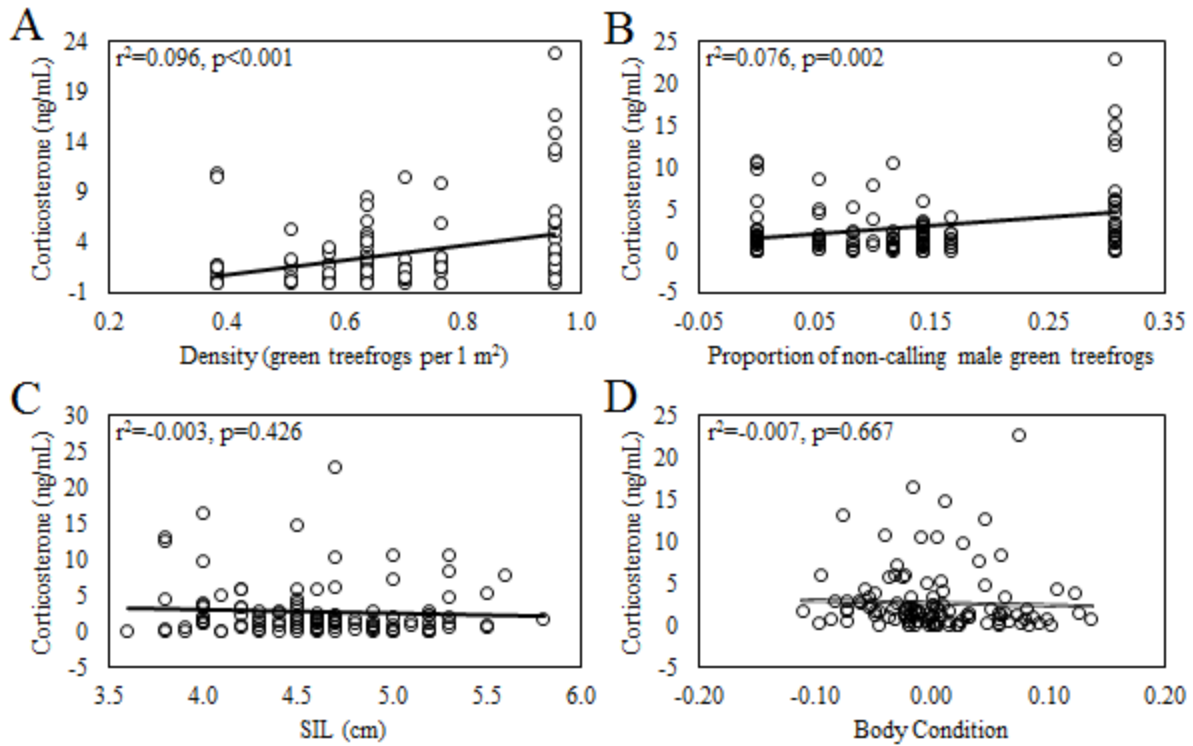 A
r²=0.096, p<0.001
Corticosterone (ng/mL)
24
19
14
9
4
-1
0.2 0.4 0.6 0.8 1.0
Density (green treefrogs per 1 m²)
B
r²=0.076, p=0.002
Corticosterone (ng/mL)
25
20
15
10
5
0
-5
-0.05 0.05 0.15 0.25 0.35
Proportion of non-calling male green treefrogs
C
r²=-0.003, p=0.426
Corticosterone (ng/mL)
30
25
20
15
10
5
0
-5
3.5 4.0 4.5 5.0 5.5 6.0
SIL (cm)
D
r²=-0.007, p=0.667
Corticosterone (ng/mL)
25
20
15
10
5
0
-5
-0.20 -0.10 0.00 0.10 0.20
Body Condition